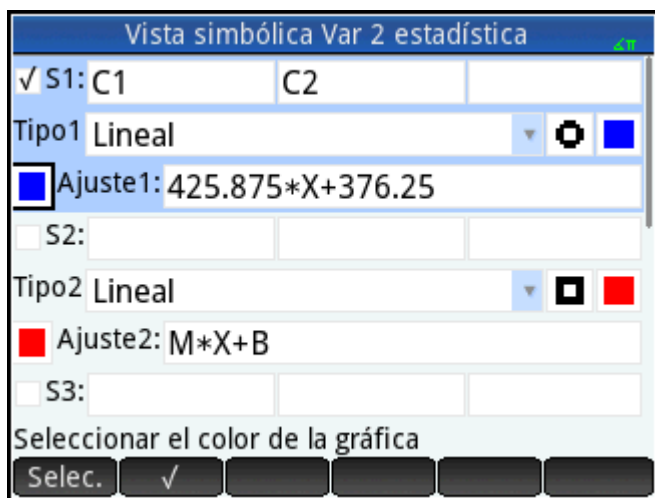 Vista simbólica Var 2 estadística ∡π
√ S1: C1 C2
Tipo1 Lineal
Ajuste1: 425.875*X+376.25
S2:
Tipo2 Lineal
Ajuste2: M*X+B
S3:
Seleccionar el color de la gráfica
Selec. √